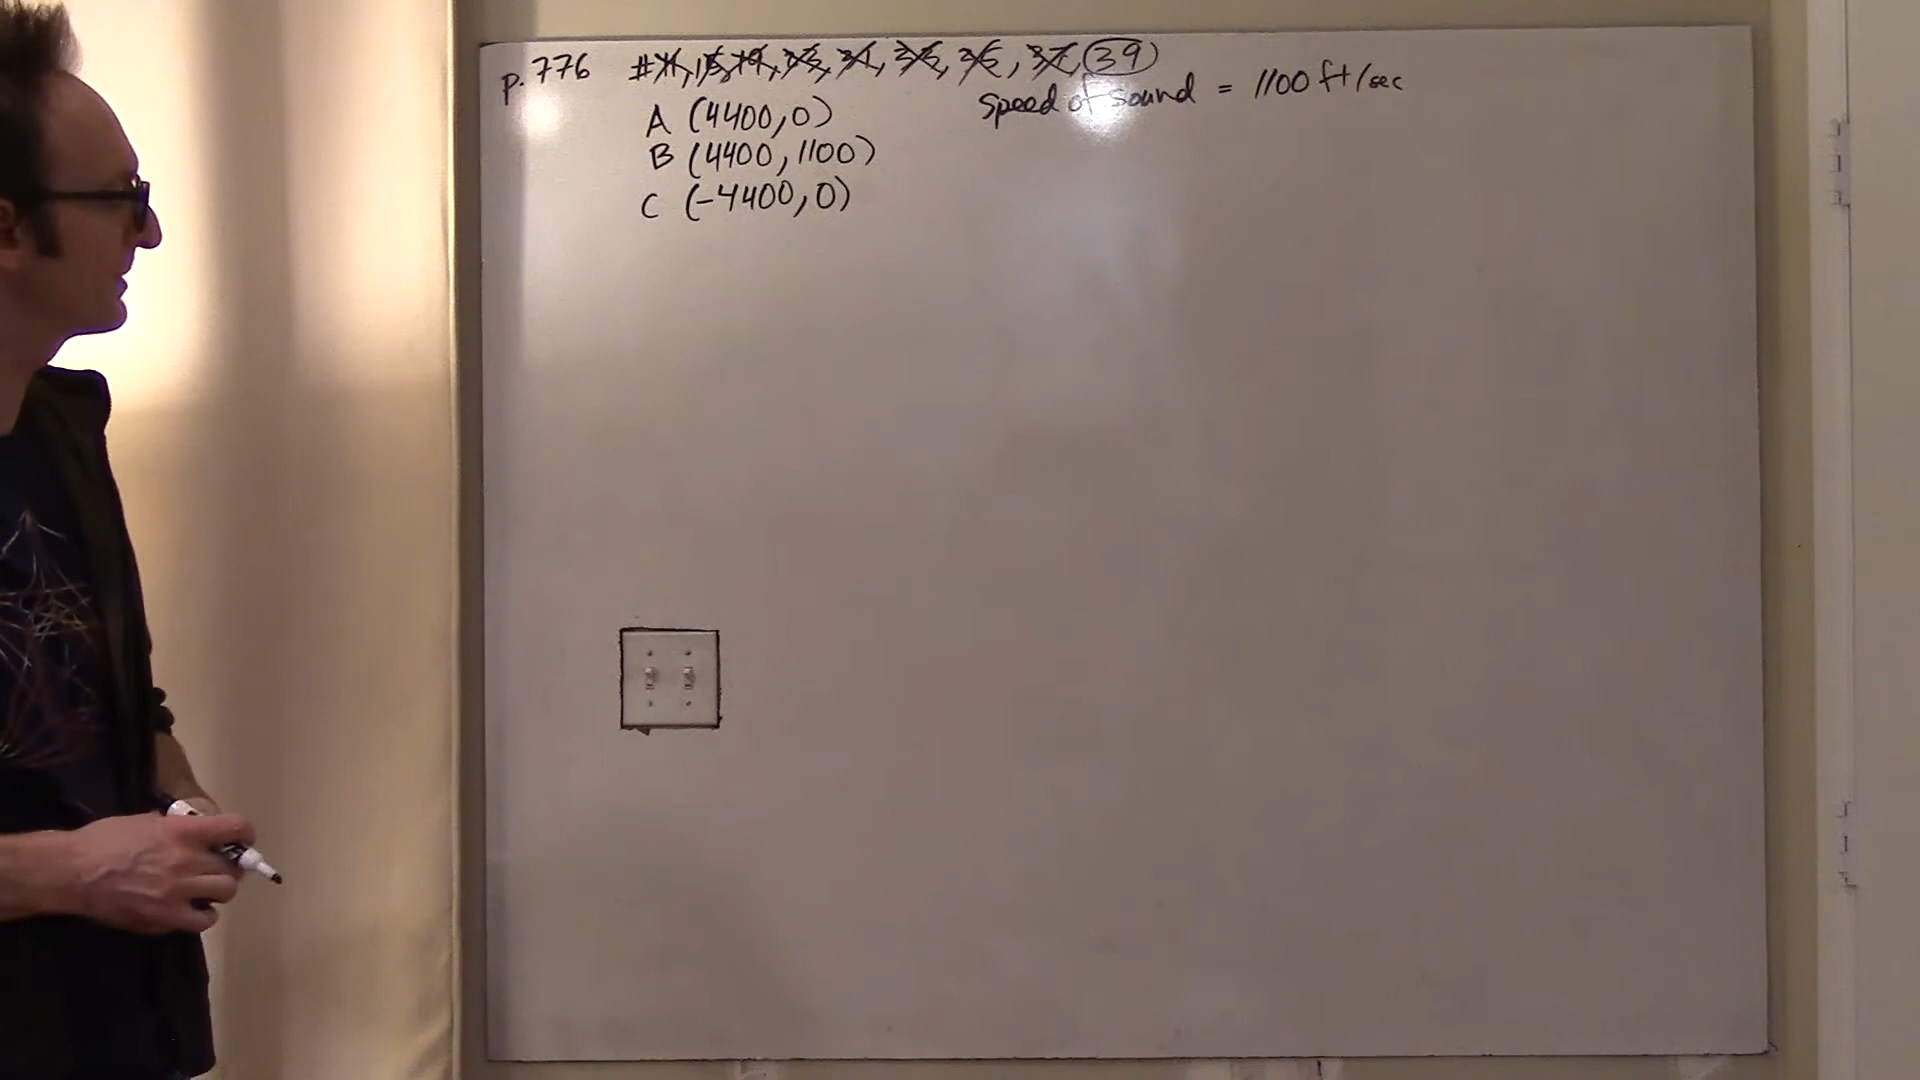 p. 776 #11, 15, 19, 23, 31, 33, 35, 37, 39
Speed of sound = 1100 ft/sec
A (4400, 0)
B (4400, 1100)
C (-4400, 0)